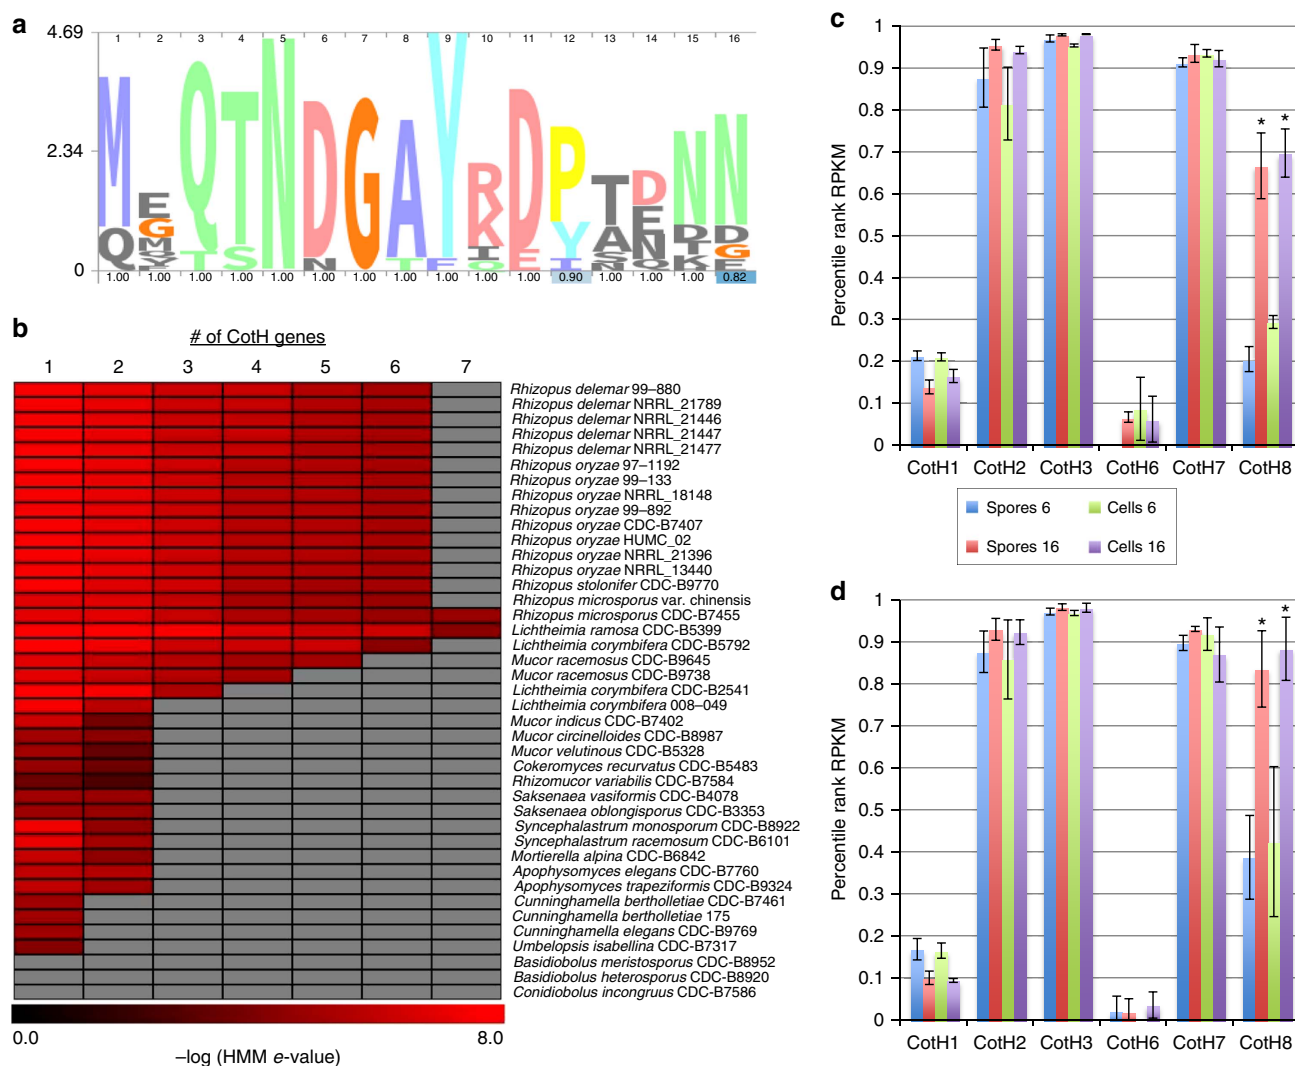 a
4.69
2.34
0
1 2 3 4 5 6 7 8 9 10 11 12 13 14 15 16
M E Q T N D G A Y R D P T D N N
Q G T S N T F K E Y A E D D
M I Q I S N T G
S N Q K E
1.00 1.00 1.00 1.00 1.00 1.00 1.00 1.00 1.00 1.00 1.00 0.90 1.00 1.00 1.00 0.82
b
# of CotH genes
1 2 3 4 5 6 7
Rhizopus delemar 99–880
Rhizopus delemar NRRL_21789
Rhizopus delemar NRRL_21446
Rhizopus delemar NRRL_21447
Rhizopus delemar NRRL_21477
Rhizopus oryzae 97–1192
Rhizopus oryzae 99–133
Rhizopus oryzae NRRL_18148
Rhizopus oryzae 99–892
Rhizopus oryzae CDC-B7407
Rhizopus oryzae HUMC_02
Rhizopus oryzae NRRL_21396
Rhizopus oryzae NRRL_13440
Rhizopus stolonifer CDC-B9770
Rhizopus microsporus var. chinensis
Rhizopus microsporus CDC-B7455
Lichtheimia ramosa CDC-B5399
Lichtheimia corymbifera CDC-B5792
Mucor racemosus CDC-B9645
Mucor racemosus CDC-B9738
Lichtheimia corymbifera CDC-B2541
Lichtheimia corymbifera 008–049
Mucor indicus CDC-B7402
Mucor circinelloides CDC-B8987
Mucor velutinous CDC-B5328
Cokeromyces recurvatus CDC-B5483
Rhizomucor variabilis CDC-B7584
Saksenaea vasiformis CDC-B4078
Saksenaea oblongisporus CDC-B3353
Syncephalastrum monosporum CDC-B8922
Syncephalastrum racemosum CDC-B6101
Mortierella alpina CDC-B6842
Apophysomyces elegans CDC-B7760
Apophysomyces trapeziformis CDC-B9324
Cunninghamella bertholletiae CDC-B7461
Cunninghamella bertholletiae 175
Cunninghamella elegans CDC-B9769
Umbelopsis isabellina CDC-B7317
Basidiobolus meristosporus CDC-B8952
Basidiobolus heterosporus CDC-B8920
Conidiobolus incongruus CDC-B7586
0.0 8.0
–log (HMM e-value)
c
Percentile rank RPKM
1
0.9
0.8
0.7
0.6
0.5
0.4
0.3
0.2
0.1
0
* *
CotH1 CotH2 CotH3 CotH6 CotH7 CotH8
Spores 6 Cells 6
Spores 16 Cells 16
d
Percentile rank RPKM
1
0.9
0.8
0.7
0.6
0.5
0.4
0.3
0.2
0.1
0
* *
CotH1 CotH2 CotH3 CotH6 CotH7 CotH8